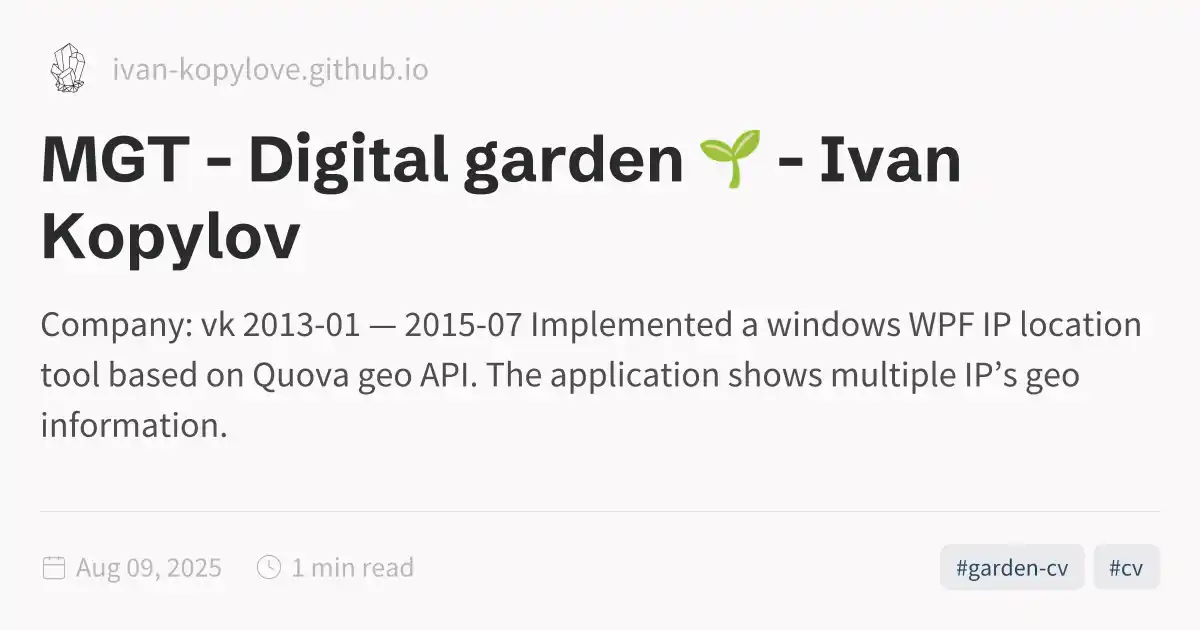 ivan-kopylove.github.io
MGT - Digital garden 🌱 - Ivan
Kopylov
Company: vk 2013-01 — 2015-07 Implemented a windows WPF IP location
tool based on Quova geo API. The application shows multiple IP’s geo
information.
Aug 09, 2025 1 min read #garden-cv #cv